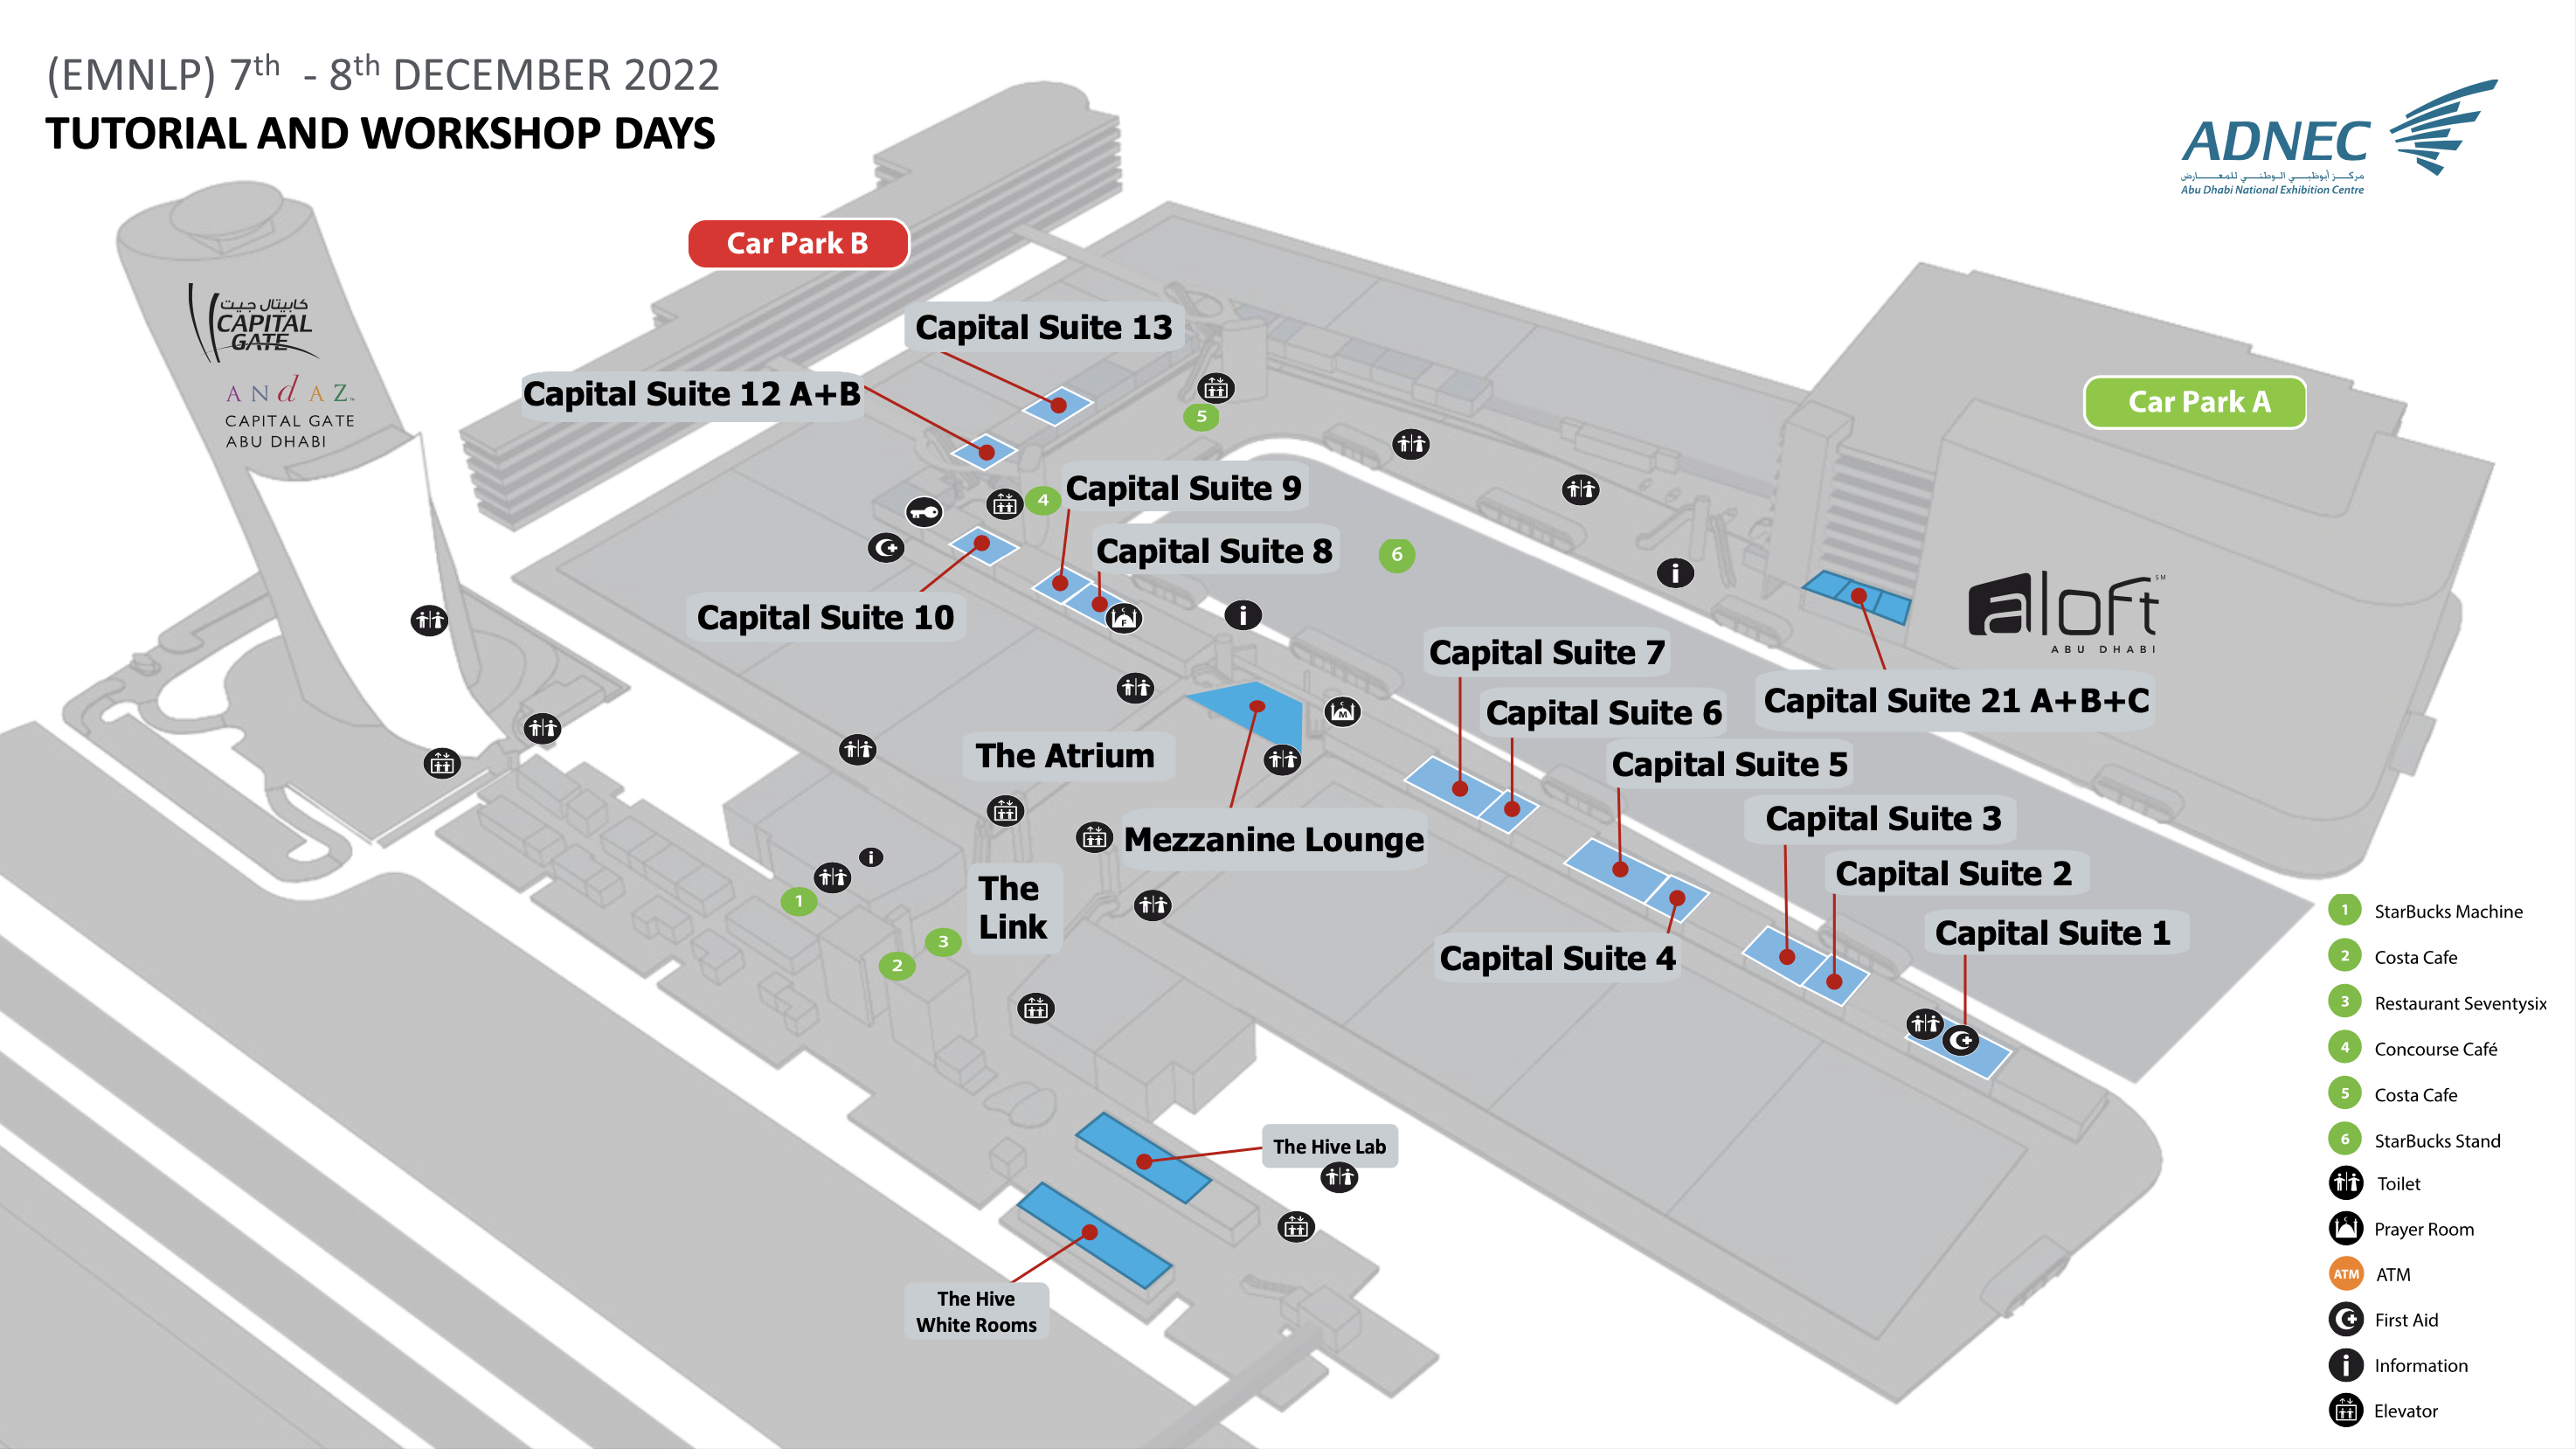 (EMNLP) 7th - 8th DECEMBER 2022
TUTORIAL AND WORKSHOP DAYS
ADNEC
مركز أبوظبي الوطني للمعارض
Abu Dhabi National Exhibition Centre
Car Park B
كابيتال جيت
CAPITAL
GATE
ANdAZ™
CAPITAL GATE
ABU DHABI
Capital Suite 13
Capital Suite 12 A+B
Car Park A
5
4
Capital Suite 9
Capital Suite 8
6
i
aloft SM
ABU DHABI
Capital Suite 10
F
i
Capital Suite 7
Capital Suite 6
Capital Suite 21 A+B+C
M
The Atrium
Capital Suite 5
Mezzanine Lounge
Capital Suite 3
i
Capital Suite 2
1
The
Link
3
2
Capital Suite 4
Capital Suite 1
The Hive Lab
The Hive
White Rooms
1 StarBucks Machine
2 Costa Cafe
3 Restaurant Seventysix
4 Concourse Café
5 Costa Cafe
6 StarBucks Stand
Toilet
Prayer Room
ATM ATM
First Aid
i Information
Elevator